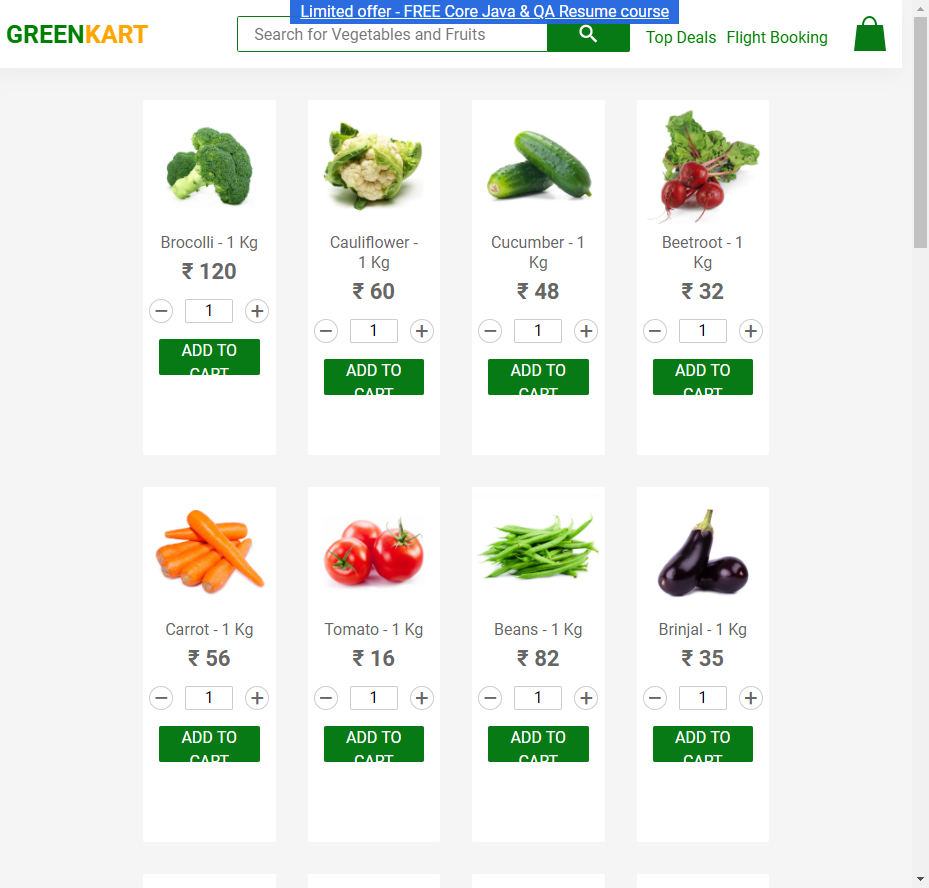 Limited offer - FREE Core Java & QA Resume course
GREENKART
Search for Vegetables and Fruits
Top Deals
Flight Booking
Brocolli - 1 Kg
₹ 120
1
ADD TO
CART
Cauliflower -
1 Kg
₹ 60
1
ADD TO
CART
Cucumber - 1
Kg
₹ 48
1
ADD TO
CART
Beetroot - 1
Kg
₹ 32
1
ADD TO
CART
Carrot - 1 Kg
₹ 56
1
ADD TO
CART
Tomato - 1 Kg
₹ 16
1
ADD TO
CART
Beans - 1 Kg
₹ 82
1
ADD TO
CART
Brinjal - 1 Kg
₹ 35
1
ADD TO
CART